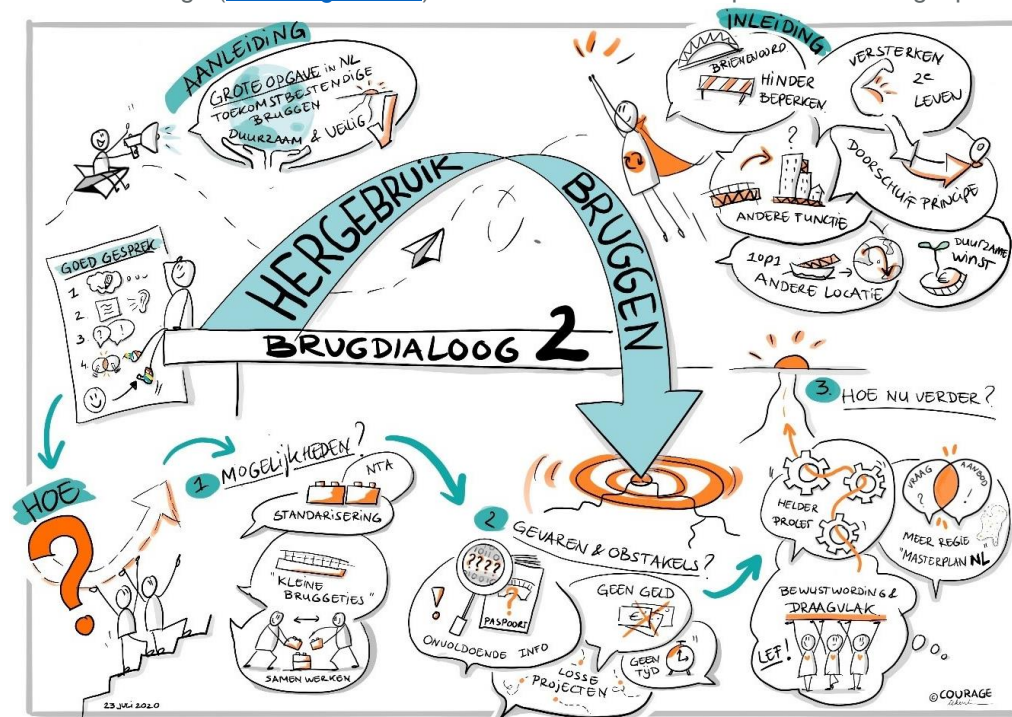 AANLEIDING
GROTE OPGAVE in NL
TOEKOMSTBESTENDIGE
BRUGGEN
DUURZAAM & VEILIG
INLEIDING
BRIENENOORD
HINDER
BEPERKEN
VERSTERKEN
2e
LEVEN
?
ANDERE FUNCTIE
DOORSCHUIF PRINCIPE
1OP1
ANDERE LOCATIE
€
DUURZAME
WINST
GOED GESPREK
1
2
3
? !
4.
HERGEBRUIK
BRUGGEN
BRUGDIALOOG 2
HOE
?
1 MOGELIJKHEDEN?
NTA
STANDARISERING
"KLEINE
BRUGGETJES"
SAMEN WERKEN
23 JULI 2020
2 GEVAREN & OBSTAKELS?
????
!
?
PASPOORT
ONVOLDOENDE INFO
GEEN GELD
€
GEEN
TIJD
LOSSE
PROJECTEN
3. HOE NU VERDER?
"HELDER
PROCES"
VRAAG
?
AANBOD
!
MEER REGIE
"MASTERPLAN NL"
BEWUSTWORDING &
DRAAGVLAK
LEF!
© COURAGE